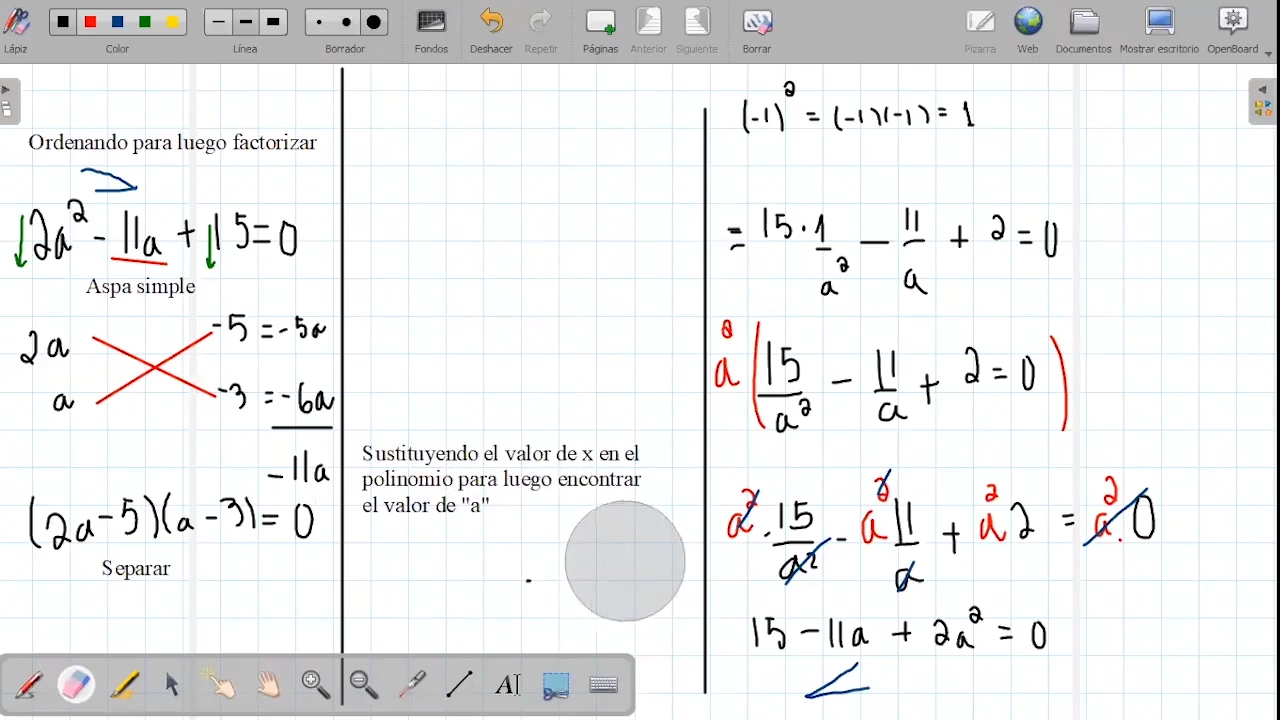 Lápiz
Color
Línea
Borrador
Fondos
Deshacer
Repetir
Páginas
Anterior
Siguiente
Borrar
Pizarra
Web
Documentos
Mostrar escritorio
OpenBoard
Ordenando para luego factorizar
2a² - 11a + 15 = 0
Aspa simple
2a -5 = -5a
a -3 = -6a
-11a
(2a - 5)(a - 3) = 0
Separar
Sustituyendo el valor de x en el
polinomio para luego encontrar
el valor de "a"
(-1)² = (-1)(-1) = 1
= 15 · 1/a² - 11/a + 2 = 0
a² (15/a² - 11/a + 2 = 0)
a² · 15/a² - a² 11/a + a² 2 = a² · 0
15 - 11a + 2a² = 0
AI